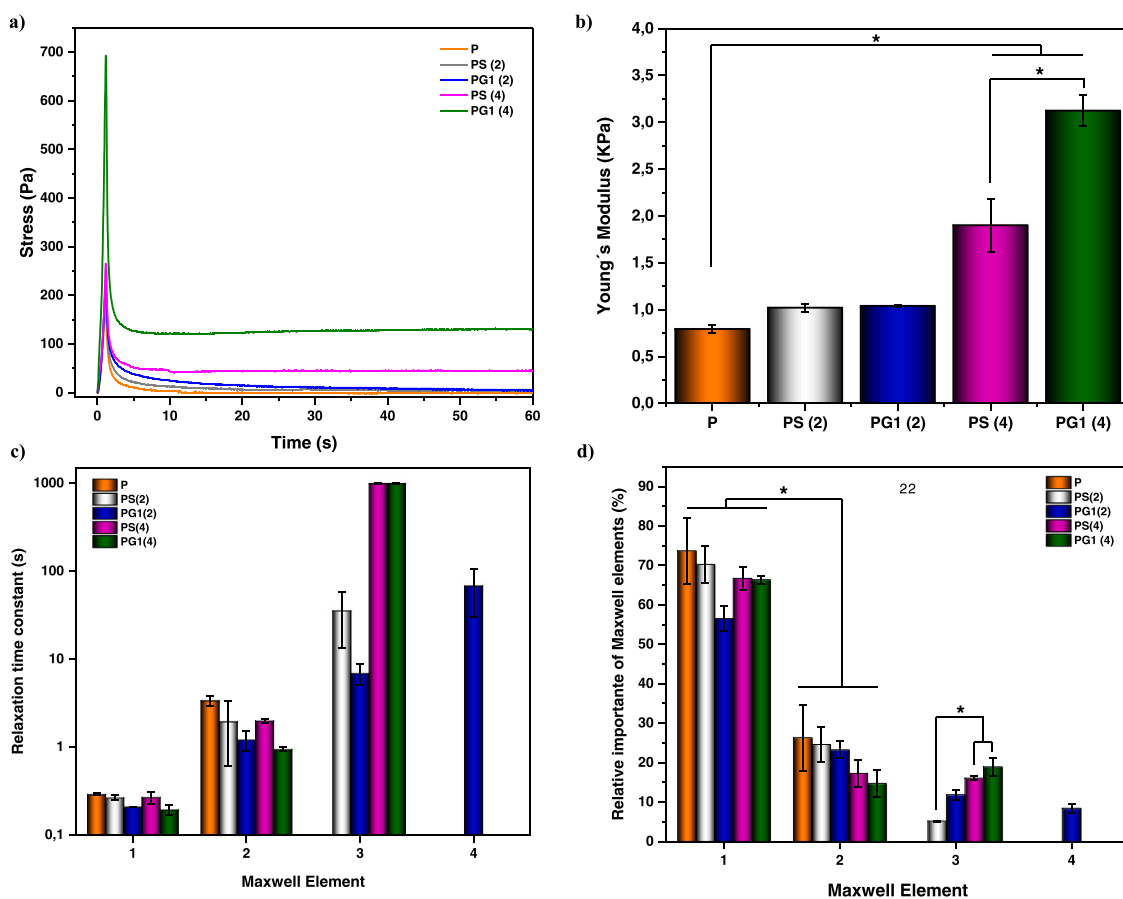 a)
Stress (Pa)
700
600
500
400
300
200
100
0
0
10
20
30
40
50
60
Time (s)
P
PS (2)
PG1 (2)
PS (4)
PG1 (4)
b)
Young´s Modulus (KPa)
4,0
3,5
3,0
2,5
2,0
1,5
1,0
0,5
0,0
*
*
P
PS (2)
PG1 (2)
PS (4)
PG1 (4)
c)
Relaxation time constant (s)
1000
100
10
1
0,1
P
PS(2)
PG1(2)
PS(4)
PG1(4)
1
2
3
4
Maxwell Element
d)
Relative importante of Maxwell elements (%)
90
80
70
60
50
40
30
20
10
0
*
22
*
P
PS(2)
PG1(2)
PS(4)
PG1 (4)
1
2
3
4
Maxwell Element